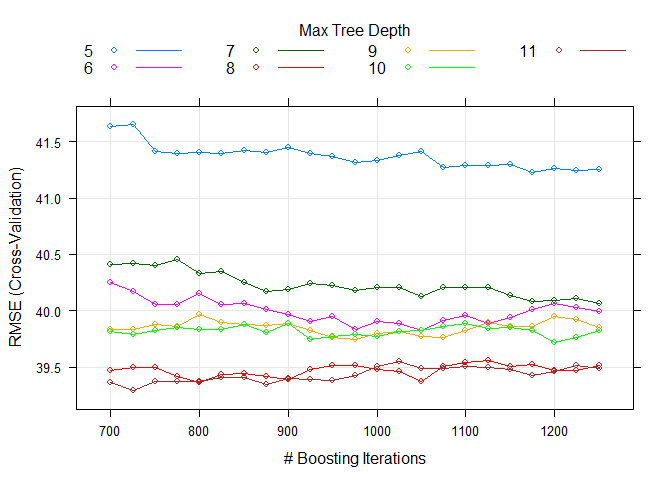 Max Tree Depth
5 7 9 11
6 8 10
RMSE (Cross-Validation)
41.5
41.0
40.5
40.0
39.5
700 800 900 1000 1100 1200
# Boosting Iterations